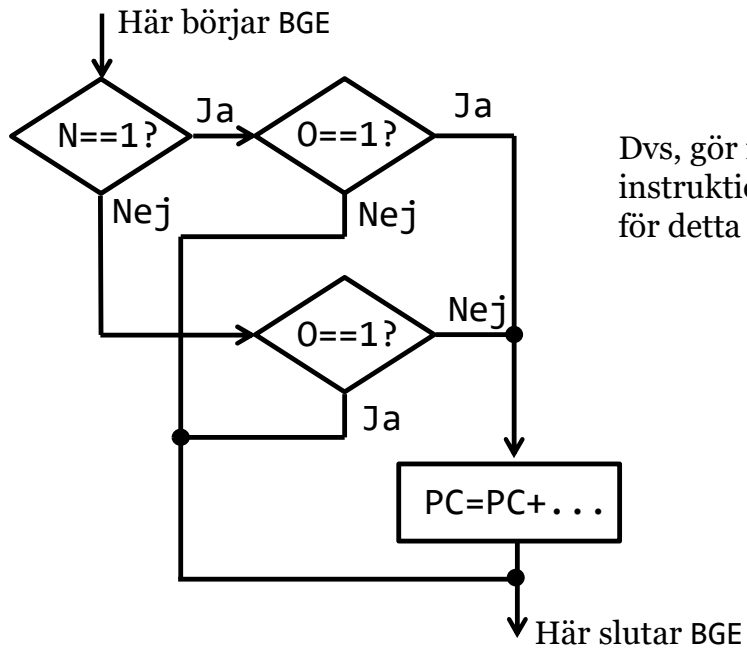 Här börjar BGE
N==1?
Ja
O==1?
Ja
Nej
Nej
Dvs, gör
instruktio
för detta
O==1?
Nej
Ja
PC=PC+...
Här slutar BGE